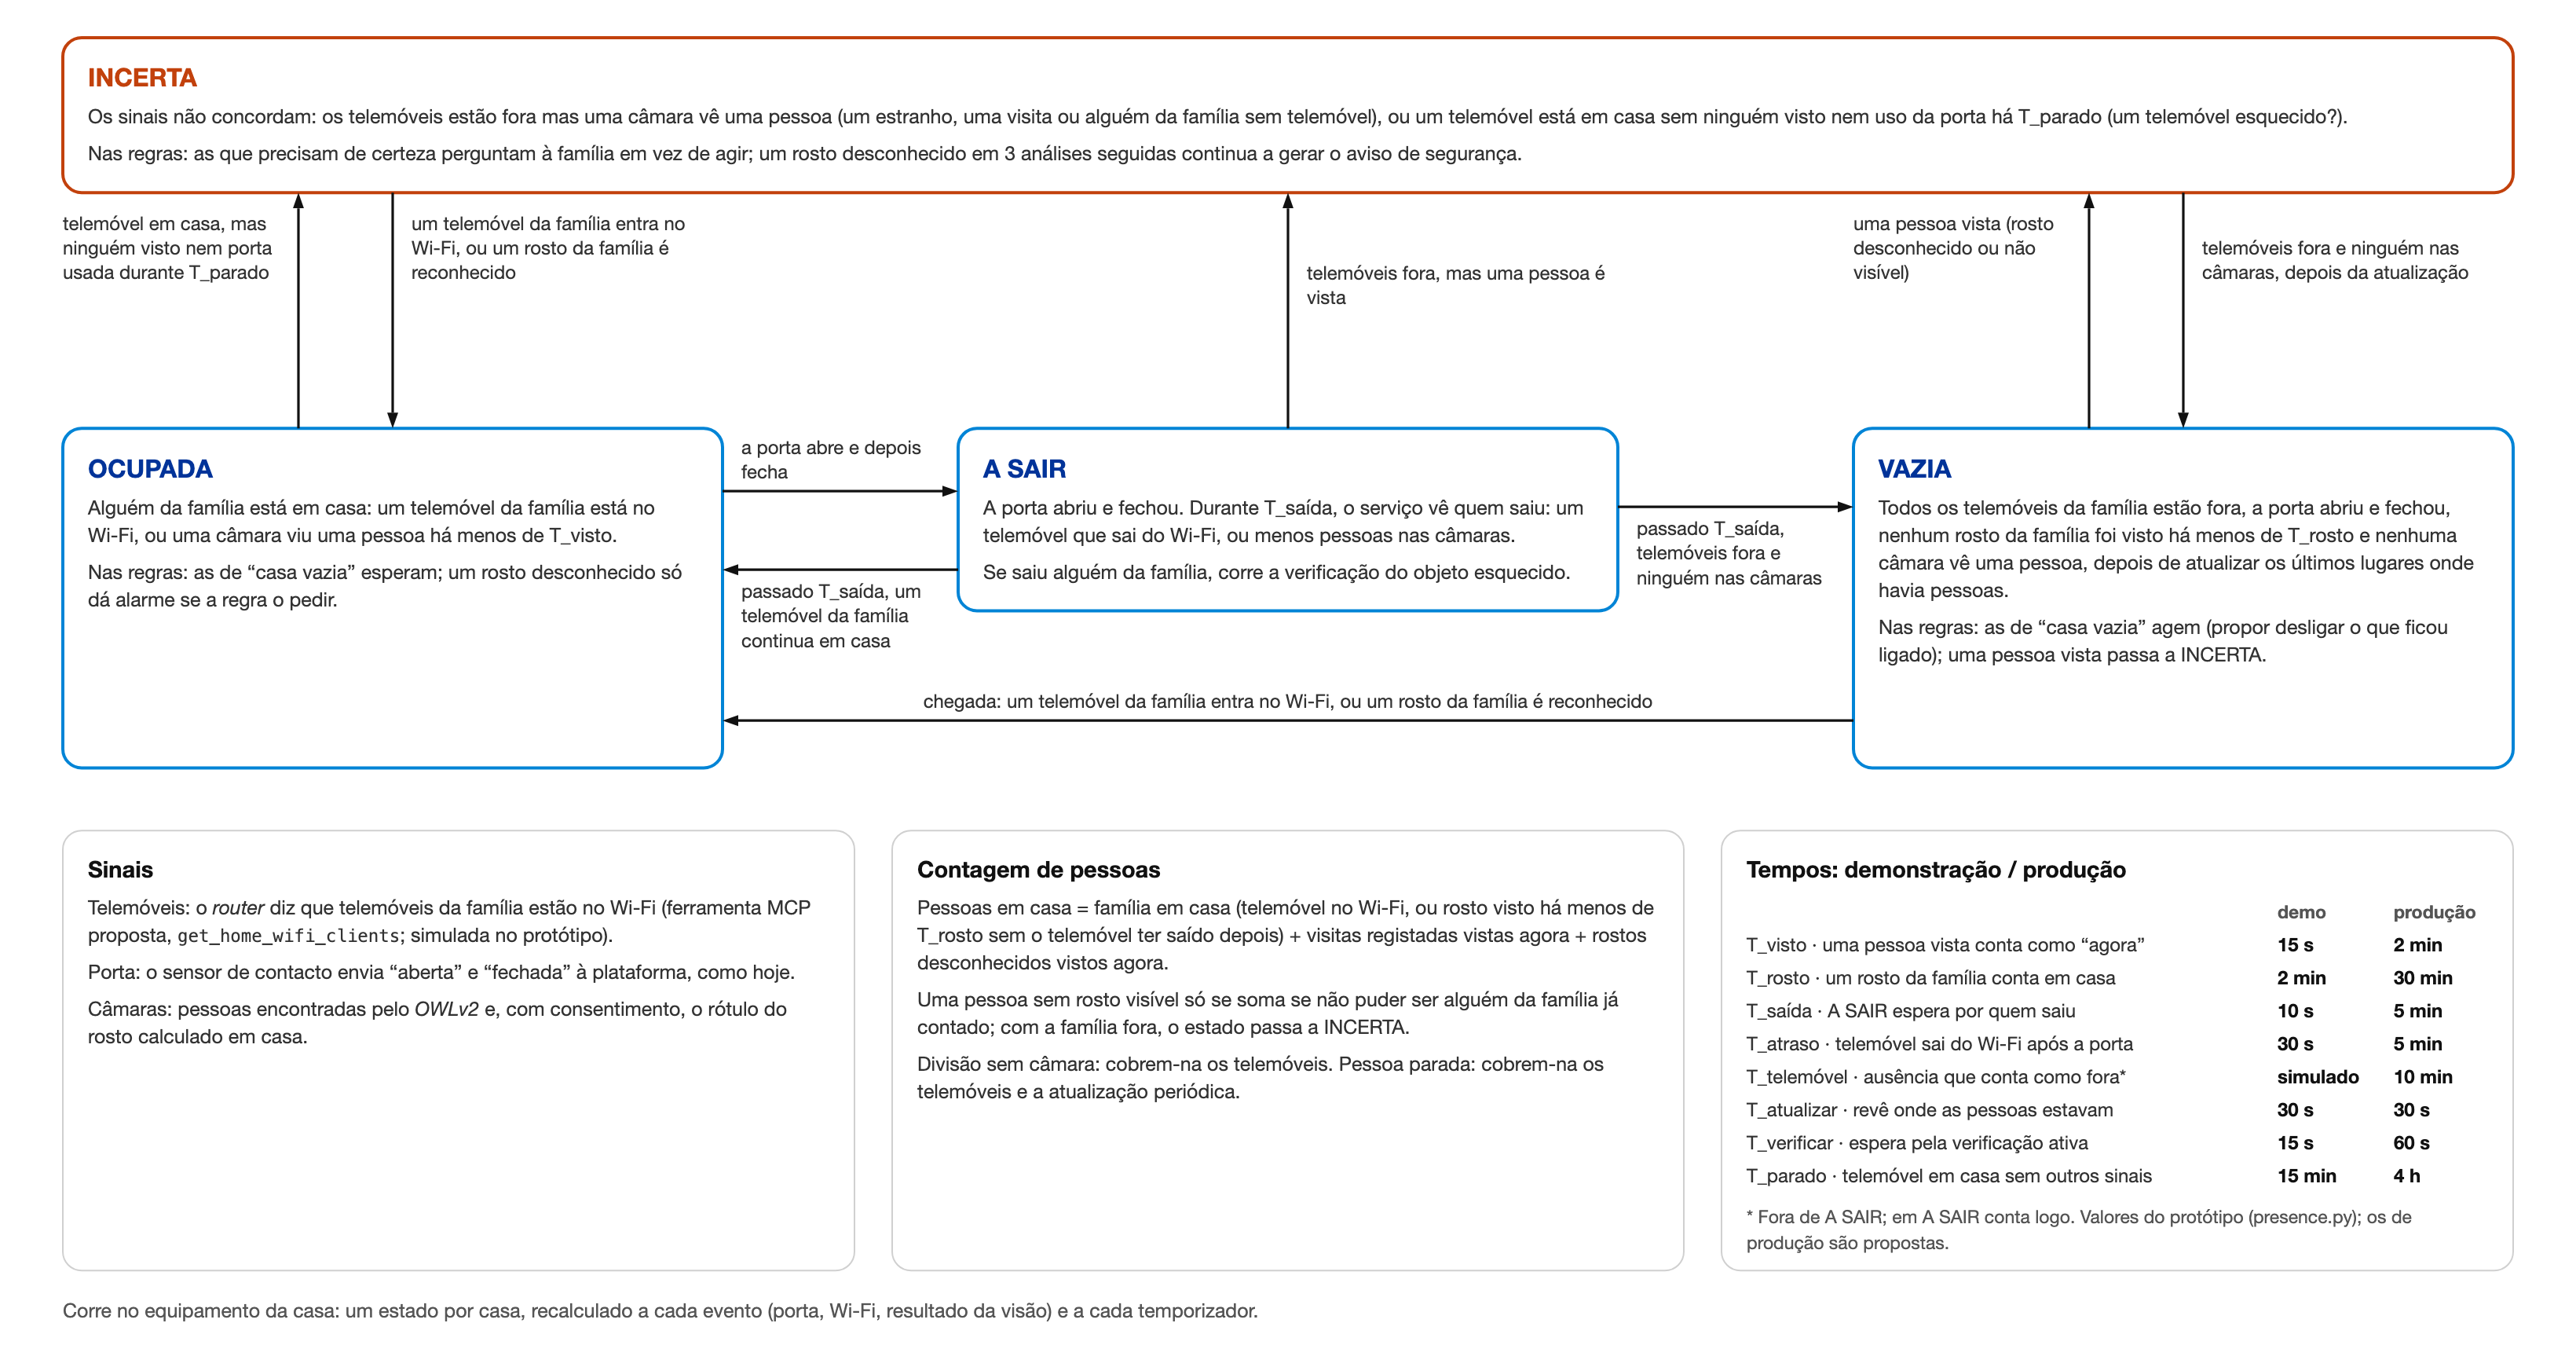 INCERTA
Os sinais não concordam: os telemóveis estão fora mas uma câmara vê uma pessoa (um estranho, uma visita ou alguém da família sem telemóvel), ou um telemóvel está em casa sem ninguém visto nem uso da porta há T_parado (um telemóvel esquecido?).
Nas regras: as que precisam de certeza perguntam à família em vez de agir; um rosto desconhecido em 3 análises seguidas continua a gerar o aviso de segurança.
telemóvel em casa, mas
ninguém visto nem porta
usada durante T_parado
um telemóvel da família entra no
Wi-Fi, ou um rosto da família é
reconhecido
telemóveis fora, mas uma pessoa é
vista
uma pessoa vista (rosto
desconhecido ou não
visível)
telemóveis fora e ninguém nas
câmaras, depois da atualização
OCUPADA
Alguém da família está em casa: um telemóvel da família está no
Wi-Fi, ou uma câmara viu uma pessoa há menos de T_visto.
Nas regras: as de “casa vazia” esperam; um rosto desconhecido só
dá alarme se a regra o pedir.
a porta abre e depois
fecha
passado T_saída, um
telemóvel da família
continua em casa
A SAIR
A porta abriu e fechou. Durante T_saída, o serviço vê quem saiu: um
telemóvel que sai do Wi-Fi, ou menos pessoas nas câmaras.
Se saiu alguém da família, corre a verificação do objeto esquecido.
passado T_saída,
telemóveis fora e
ninguém nas câmaras
VAZIA
Todos os telemóveis da família estão fora, a porta abriu e fechou,
nenhum rosto da família foi visto há menos de T_rosto e nenhuma
câmara vê uma pessoa, depois de atualizar os últimos lugares onde
havia pessoas.
Nas regras: as de “casa vazia” agem (propor desligar o que ficou
ligado); uma pessoa vista passa a INCERTA.
chegada: um telemóvel da família entra no Wi-Fi, ou um rosto da família é reconhecido
Sinais
Telemóveis: o router diz que telemóveis da família estão no Wi-Fi (ferramenta MCP
proposta, get_home_wifi_clients; simulada no protótipo).
Porta: o sensor de contacto envia “aberta” e “fechada” à plataforma, como hoje.
Câmaras: pessoas encontradas pelo OWLv2 e, com consentimento, o rótulo do
rosto calculado em casa.
Contagem de pessoas
Pessoas em casa = família em casa (telemóvel no Wi-Fi, ou rosto visto há menos de
T_rosto sem o telemóvel ter saído depois) + visitas registadas vistas agora + rostos
desconhecidos vistos agora.
Uma pessoa sem rosto visível só se soma se não puder ser alguém da família já
contado; com a família fora, o estado passa a INCERTA.
Divisão sem câmara: cobrem-na os telemóveis. Pessoa parada: cobrem-na os
telemóveis e a atualização periódica.
Tempos: demonstração / produção
demo produção
T_visto · uma pessoa vista conta como “agora” 15 s 2 min
T_rosto · um rosto da família conta em casa 2 min 30 min
T_saída · A SAIR espera por quem saiu 10 s 5 min
T_atraso · telemóvel sai do Wi-Fi após a porta 30 s 5 min
T_telemóvel · ausência que conta como fora* simulado 10 min
T_atualizar · revê onde as pessoas estavam 30 s 30 s
T_verificar · espera pela verificação ativa 15 s 60 s
T_parado · telemóvel em casa sem outros sinais 15 min 4 h
* Fora de A SAIR; em A SAIR conta logo. Valores do protótipo (presence.py); os de
produção são propostas.
Corre no equipamento da casa: um estado por casa, recalculado a cada evento (porta, Wi-Fi, resultado da visão) e a cada temporizador.